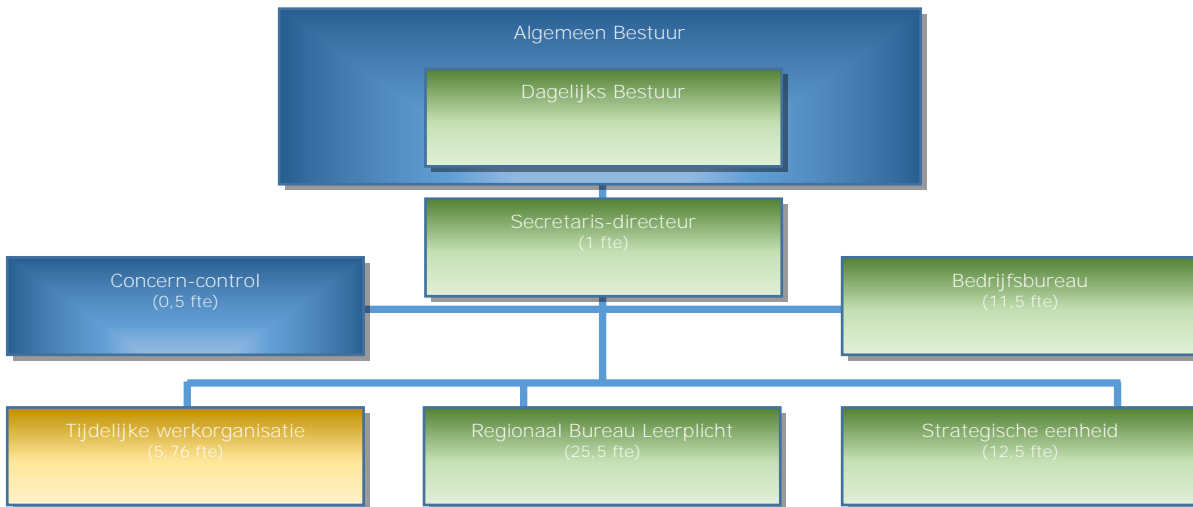 Algemeen Bestuur
Dagelijks Bestuur
Secretaris-directeur
(1 fte)
Concern-control
(0,5 fte)
Bedrijfsbureau
(11,5 fte)
Tijdelijke werkorganisatie
(5,76 fte)
Regionaal Bureau Leerplicht
(25,5 fte)
Strategische eenheid
(12,5 fte)